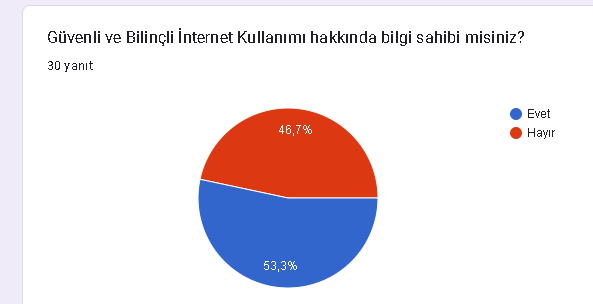 Güvenli ve Bilinçli İnternet Kullanımı hakkında bilgi sahibi misiniz?
30 yanıt
Evet
Hayır
46,7%
53,3%